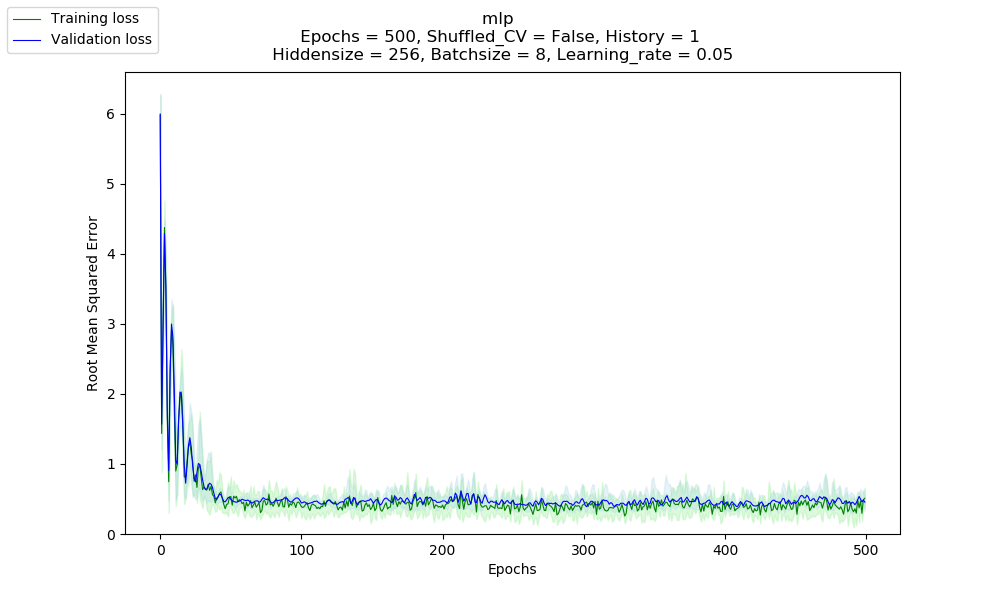 Training loss
Validation loss
mlp
Epochs = 500, Shuffled_CV = False, History = 1
Hiddensize = 256, Batchsize = 8, Learning_rate = 0.05
6
5
4
3
2
1
0
Root Mean Squared Error
0
100
200
300
400
500
Epochs